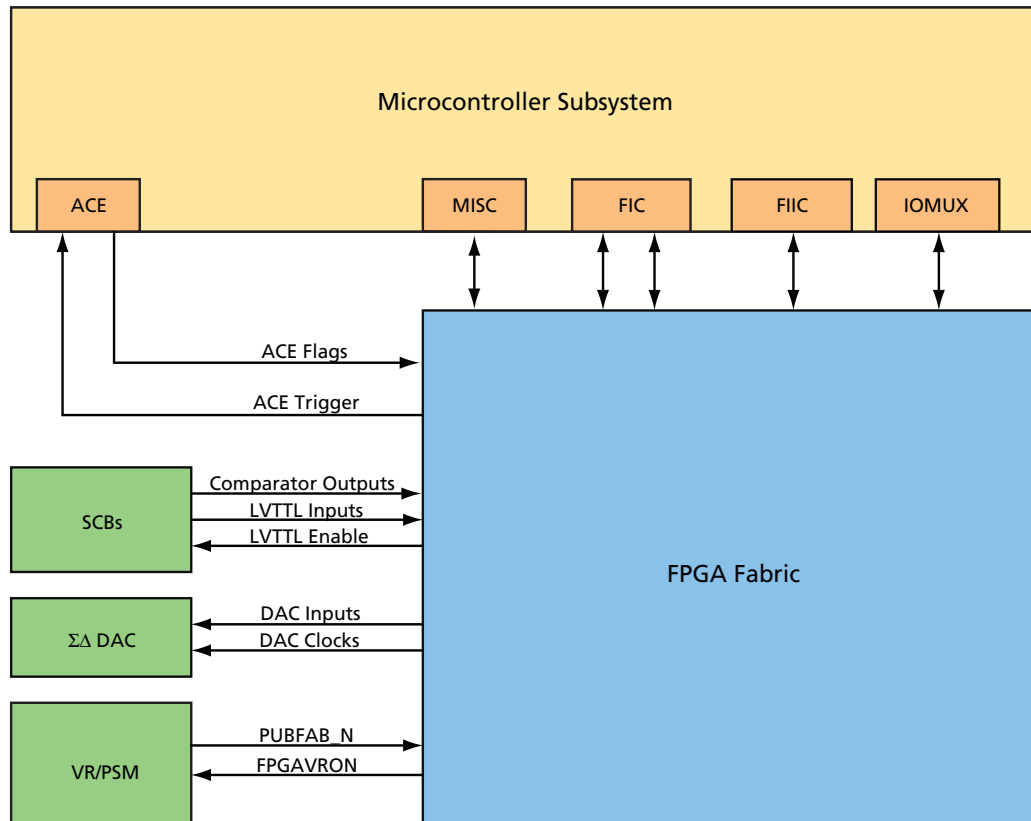 Microcontroller Subsystem
ACE
MISC
FIC
FIIC
IOMUX
ACE Flags
ACE Trigger
SCBs
Comparator Outputs
LVTTL Inputs
LVTTL Enable
FPGA Fabric
ΣΔ DAC
DAC Inputs
DAC Clocks
VR/PSM
PUBFAB_N
FPGAVRON